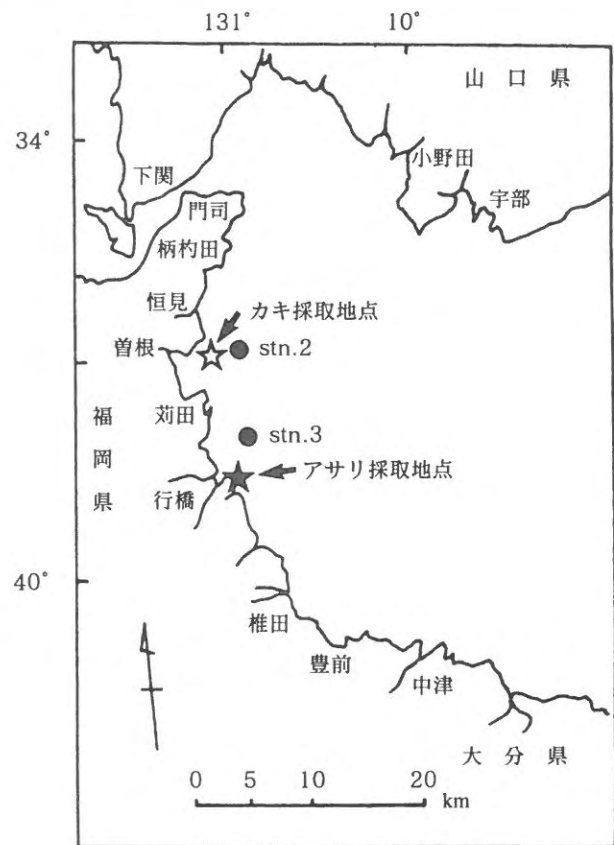 131° 10°
山口県
34°
小野田
下関
宇部
門司
柄杓田
恒見
カキ採取地点
曽根
stn.2
苅田
福岡県
stn.3
アサリ採取地点
行橋
40°
椎田
豊前
中津
大分県
0 5 10 20
km